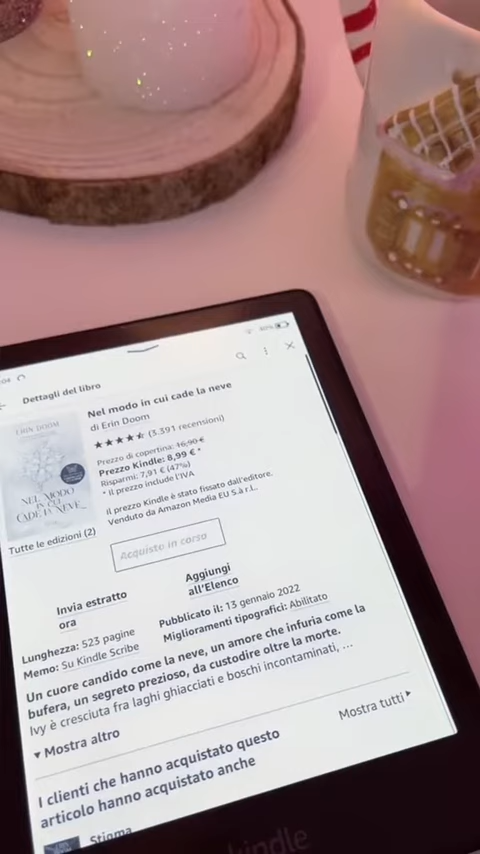 Dettagli del libro
ERIN DOOM
NEL MODO
IN CUI
CADE LA NEVE
Tutte le edizioni (2)
Nel modo in cui cade la neve
di Erin Doom
(3.391 recensioni)
Prezzo di copertina: 16,90 €
Prezzo Kindle: 8,99 € *
Risparmi: 7,91 € (47%)
* Il prezzo include l'IVA
Il prezzo Kindle è stato fissato dall'editore.
Venduto da Amazon Media EU S.à r.l..
Acquisto in corso
Invia estratto
ora
Aggiungi
all'Elenco
Lunghezza: 523 pagine
Pubblicato il: 13 gennaio 2022
Memo: Su Kindle Scribe
Miglioramenti tipografici: Abilitato
Un cuore candido come la neve, un amore che infuria come la
bufera, un segreto prezioso, da custodire oltre la morte.
Ivy è cresciuta fra laghi ghiacciati e boschi incontaminati, ...
Mostra altro
Mostra tutti
I clienti che hanno acquistato questo
articolo hanno acquistato anche
Stigma
kindle